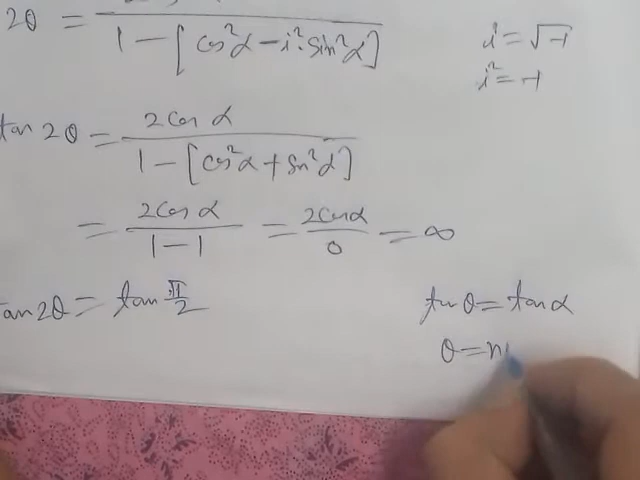 2θ = 
1 - [cos²α - i² sin²α]
i = √-1
i² = -1
tan 2θ = 2cos α / 1 - [cos²α + sin²α]
= 2cos α / 1 - 1 = 2cos α / 0 = ∞
tan 2θ = tan π/2
tan θ = tan α
θ = n